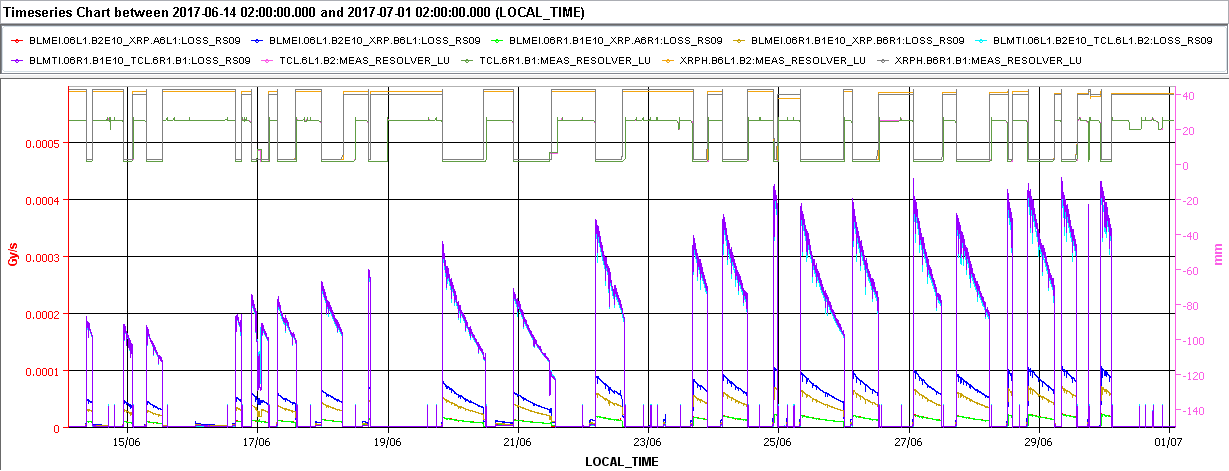 Timeseries Chart between 2017-06-14 02:00:00.000 and 2017-07-01 02:00:00.000 (LOCAL_TIME)
BLMEI.06L1.B2E10_XRP.A6L1:LOSS_RS09 BLMEI.06L1.B2E10_XRP.B6L1:LOSS_RS09 BLMEI.06R1.B1E10_XRP.A6R1:LOSS_RS09 BLMEI.06R1.B1E10_XRP.B6R1:LOSS_RS09 BLMTI.06L1.B2E10_TCL.6L1.B2:LOSS_RS09
BLMTI.06R1.B1E10_TCL.6R1.B1:LOSS_RS09 TCL.6L1.B2:MEAS_RESOLVER_LU TCL.6R1.B1:MEAS_RESOLVER_LU XRPH.B6L1.B2:MEAS_RESOLVER_LU XRPH.B6R1.B1:MEAS_RESOLVER_LU
40
20
0.0005
0
0.0004
-20
-40
Gy/s
0.0003
mm
-60
-80
0.0002
-100
0.0001
-120
-140
0
15/06 17/06 19/06 21/06 23/06 25/06 27/06 29/06 01/07
LOCAL_TIME